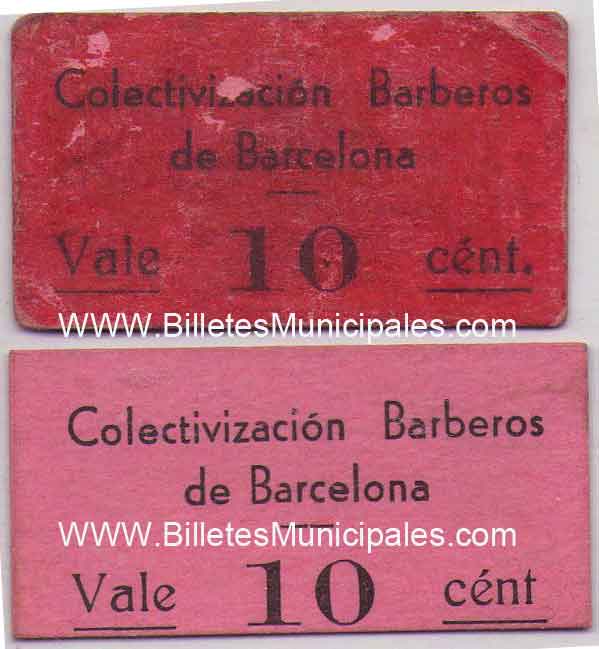 Colectivización Barberos
de Barcelona
Vale 10 cént.
WWW.BilletesMunicipales.com
Colectivización Barberos
de Barcelona
WWW.BilletesMunicipales.com
Vale 10 cént